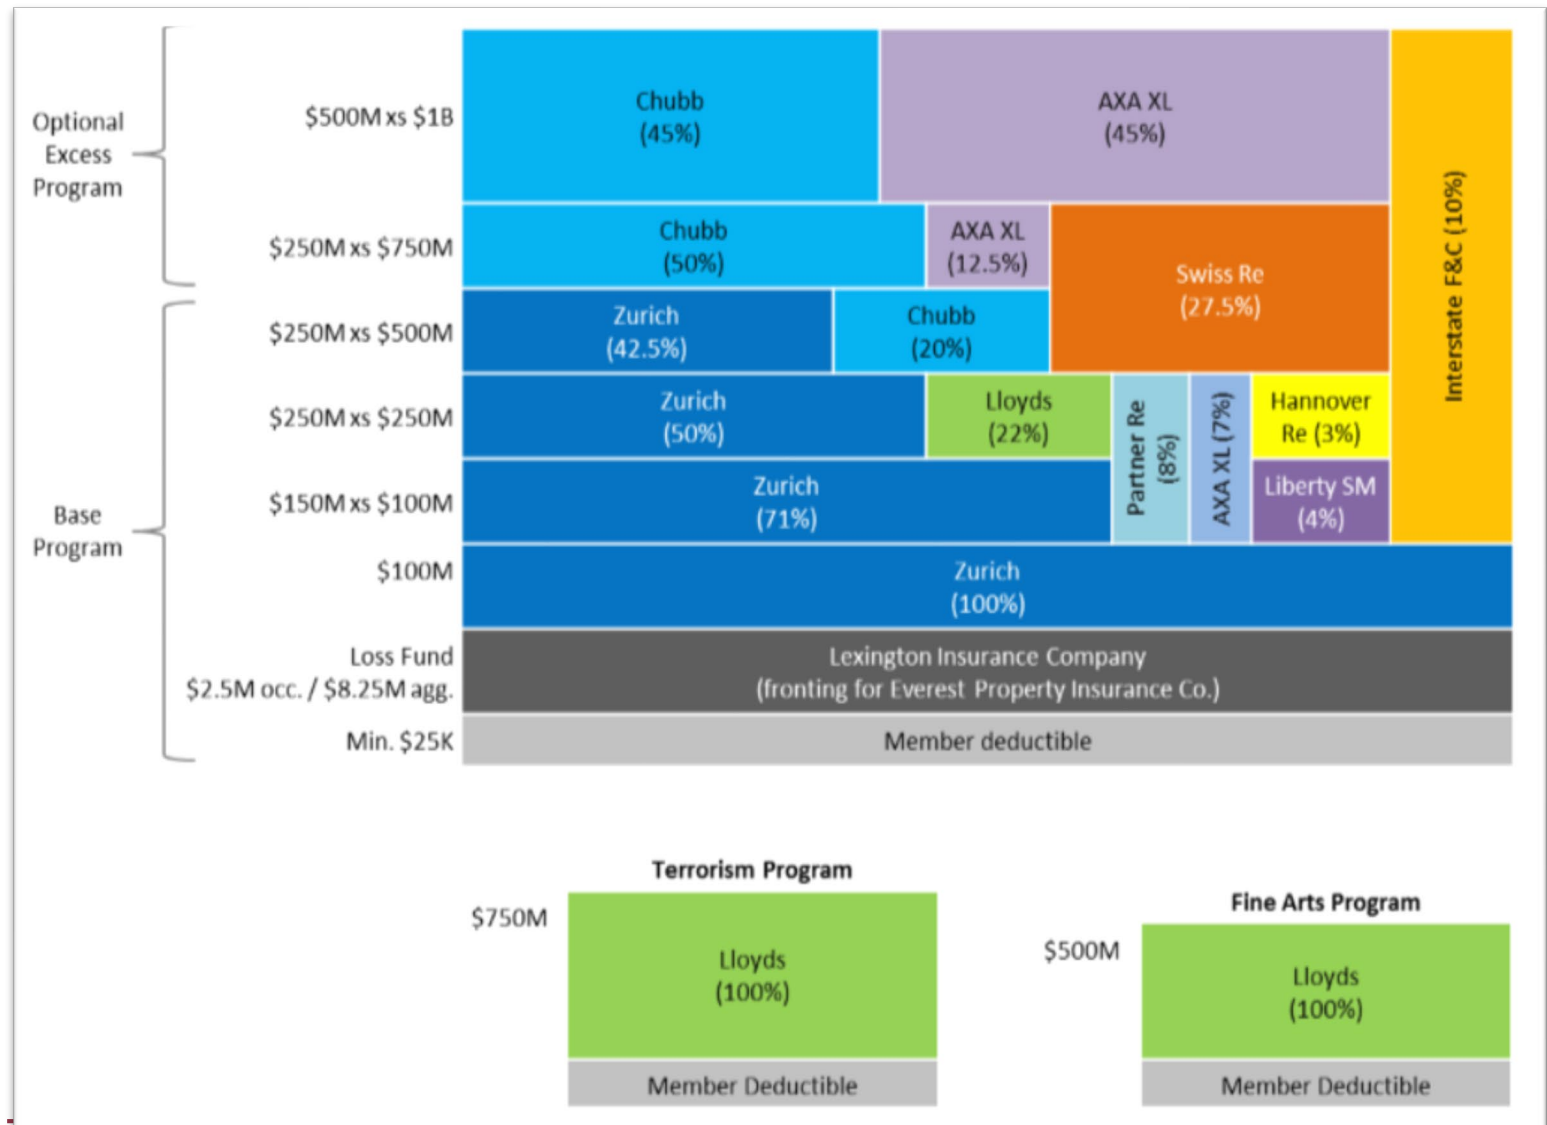 Optional
Excess
Program
$500M xs $1B
Chubb
(45%)
AXA XL
(45%)
Interstate F&C (10%)
$250M xs $750M
Chubb
(50%)
AXA XL
(12.5%)
Swiss Re
(27.5%)
$250M xs $500M
Zurich
(42.5%)
Chubb
(20%)
Base
Program
$250M xs $250M
Zurich
(50%)
Lloyds
(22%)
Partner Re
(8%)
AXA XL (7%)
Hannover
Re (3%)
$150M xs $100M
Zurich
(71%)
Liberty SM
(4%)
$100M
Zurich
(100%)
Loss Fund
$2.5M occ. / $8.25M agg.
Lexington Insurance Company
(fronting for Everest Property Insurance Co.)
Min. $25K
Member deductible
Terrorism Program
$750M
Lloyds
(100%)
Member Deductible
Fine Arts Program
$500M
Lloyds
(100%)
Member Deductible